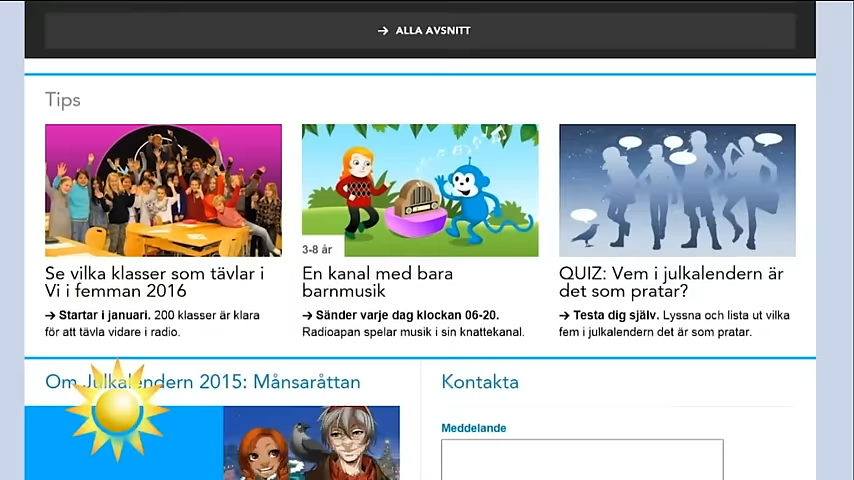 → ALLA AVSNITT
Tips
3-8 år
Se vilka klasser som tävlar i
Vi i femman 2016
→ Startar i januari. 200 klasser är klara
för att tävla vidare i radio.
En kanal med bara
barnmusik
→ Sänder varje dag klockan 06-20.
Radioapan spelar musik i sin knattekanal.
QUIZ: Vem i julkalendern är
det som pratar?
→ Testa dig själv. Lyssna och lista ut vilka
fem i julkalendern det är som pratar.
Om Julkalendern 2015: Månsaråttan
Kontakta
Meddelande